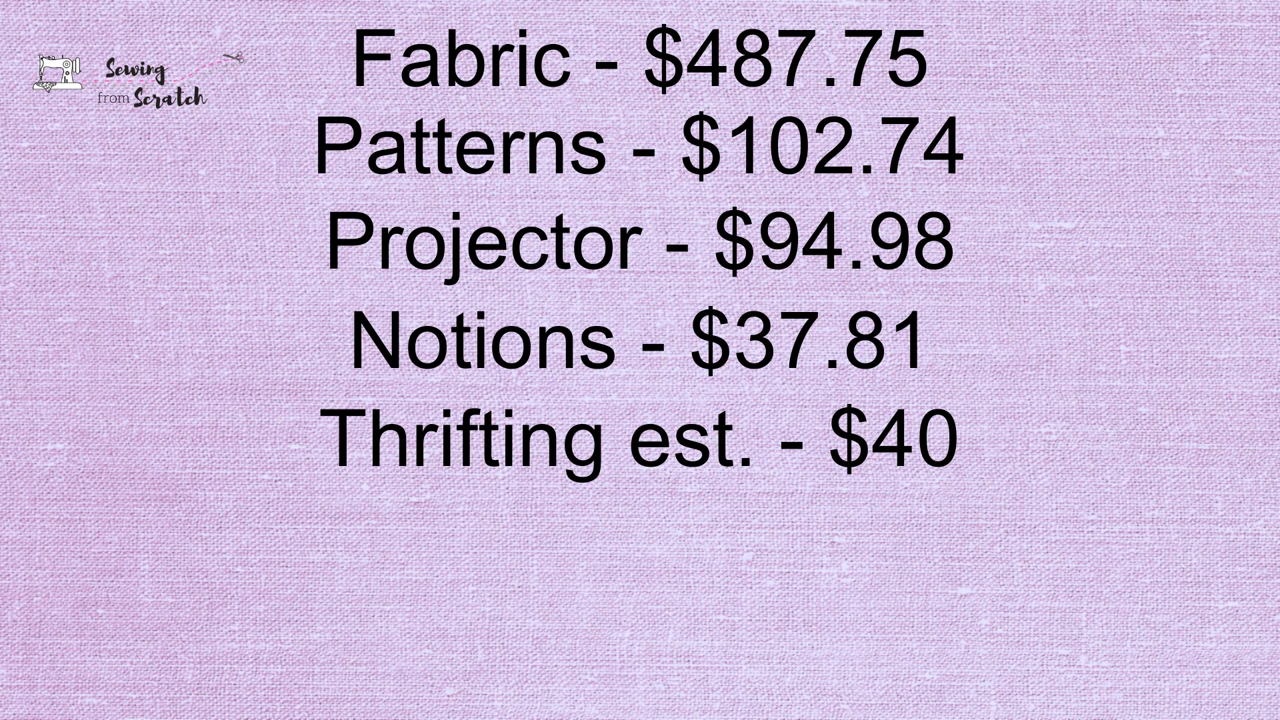 Sewing
from Scratch
Fabric - $487.75
Patterns - $102.74
Projector - $94.98
Notions - $37.81
Thrifting est. - $40